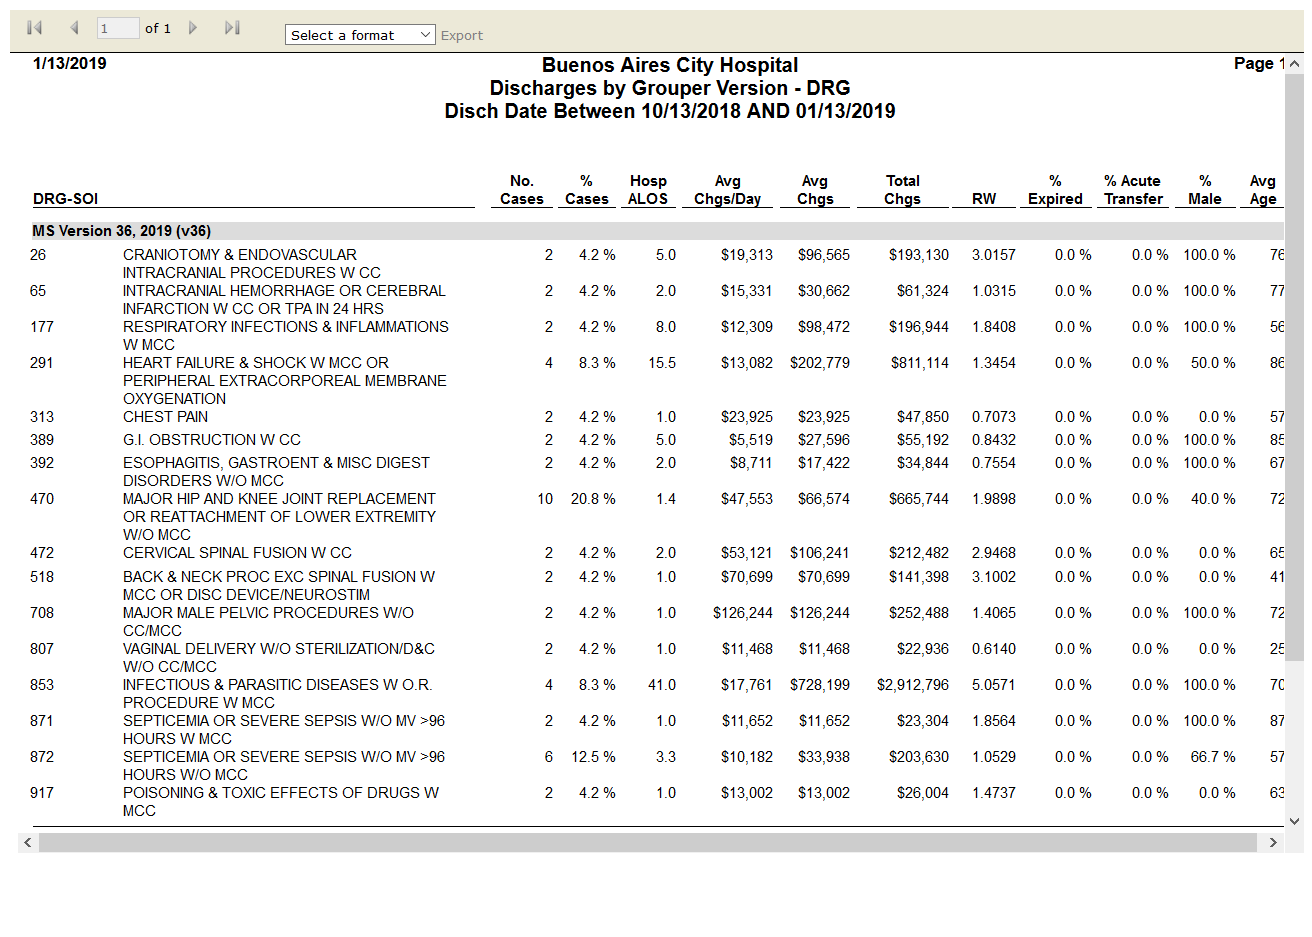 1 of 1 Select a format Export
1/13/2019 Buenos Aires City Hospital Page 1
Discharges by Grouper Version - DRG
Disch Date Between 10/13/2018 AND 01/13/2019
No. % Hosp Avg Avg Total % % Acute % Avg
DRG-SOI Cases Cases ALOS Chgs/Day Chgs Chgs RW Expired Transfer Male Age
MS Version 36, 2019 (v36)
26 CRANIOTOMY & ENDOVASCULAR 2 4.2 % 5.0 $19,313 $96,565 $193,130 3.0157 0.0 % 0.0 % 100.0 % 76
INTRACRANIAL PROCEDURES W CC
65 INTRACRANIAL HEMORRHAGE OR CEREBRAL 2 4.2 % 2.0 $15,331 $30,662 $61,324 1.0315 0.0 % 0.0 % 100.0 % 77
INFARCTION W CC OR TPA IN 24 HRS
177 RESPIRATORY INFECTIONS & INFLAMMATIONS 2 4.2 % 8.0 $12,309 $98,472 $196,944 1.8408 0.0 % 0.0 % 100.0 % 56
W MCC
291 HEART FAILURE & SHOCK W MCC OR 4 8.3 % 15.5 $13,082 $202,779 $811,114 1.3454 0.0 % 0.0 % 50.0 % 86
PERIPHERAL EXTRACORPOREAL MEMBRANE
OXYGENATION
313 CHEST PAIN 2 4.2 % 1.0 $23,925 $23,925 $47,850 0.7073 0.0 % 0.0 % 0.0 % 57
389 G.I. OBSTRUCTION W CC 2 4.2 % 5.0 $5,519 $27,596 $55,192 0.8432 0.0 % 0.0 % 100.0 % 85
392 ESOPHAGITIS, GASTROENT & MISC DIGEST 2 4.2 % 2.0 $8,711 $17,422 $34,844 0.7554 0.0 % 0.0 % 100.0 % 67
DISORDERS W/O MCC
470 MAJOR HIP AND KNEE JOINT REPLACEMENT 10 20.8 % 1.4 $47,553 $66,574 $665,744 1.9898 0.0 % 0.0 % 40.0 % 72
OR REATTACHMENT OF LOWER EXTREMITY
W/O MCC
472 CERVICAL SPINAL FUSION W CC 2 4.2 % 2.0 $53,121 $106,241 $212,482 2.9468 0.0 % 0.0 % 0.0 % 65
518 BACK & NECK PROC EXC SPINAL FUSION W 2 4.2 % 1.0 $70,699 $70,699 $141,398 3.1002 0.0 % 0.0 % 0.0 % 41
MCC OR DISC DEVICE/NEUROSTIM
708 MAJOR MALE PELVIC PROCEDURES W/O 2 4.2 % 1.0 $126,244 $126,244 $252,488 1.4065 0.0 % 0.0 % 100.0 % 72
CC/MCC
807 VAGINAL DELIVERY W/O STERILIZATION/D&C 2 4.2 % 1.0 $11,468 $11,468 $22,936 0.6140 0.0 % 0.0 % 0.0 % 25
W/O CC/MCC
853 INFECTIOUS & PARASITIC DISEASES W O.R. 4 8.3 % 41.0 $17,761 $728,199 $2,912,796 5.0571 0.0 % 0.0 % 100.0 % 70
PROCEDURE W MCC
871 SEPTICEMIA OR SEVERE SEPSIS W/O MV >96 2 4.2 % 1.0 $11,652 $11,652 $23,304 1.8564 0.0 % 0.0 % 100.0 % 87
HOURS W MCC
872 SEPTICEMIA OR SEVERE SEPSIS W/O MV >96 6 12.5 % 3.3 $10,182 $33,938 $203,630 1.0529 0.0 % 0.0 % 66.7 % 57
HOURS W/O MCC
917 POISONING & TOXIC EFFECTS OF DRUGS W 2 4.2 % 1.0 $13,002 $13,002 $26,004 1.4737 0.0 % 0.0 % 0.0 % 63
MCC